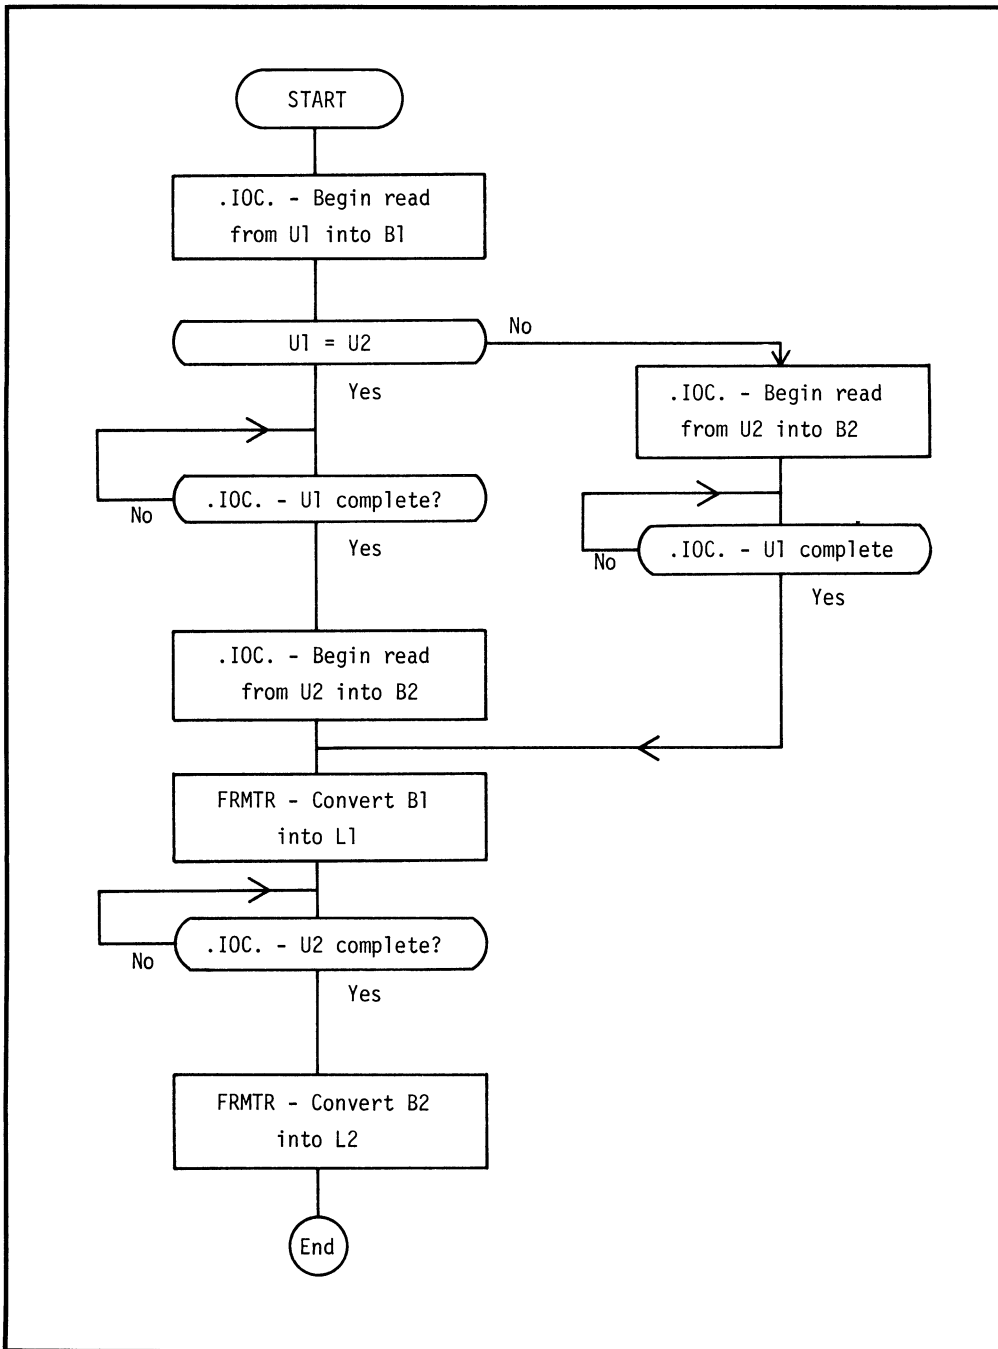 START
.IOC. - Begin read
from U1 into B1
U1 = U2
No
Yes
.IOC. - Begin read
from U2 into B2
.IOC. - U1 complete?
No
Yes
.IOC. - U1 complete
No
Yes
.IOC. - Begin read
from U2 into B2
FRMTR - Convert B1
into L1
.IOC. - U2 complete?
No
Yes
FRMTR - Convert B2
into L2
End